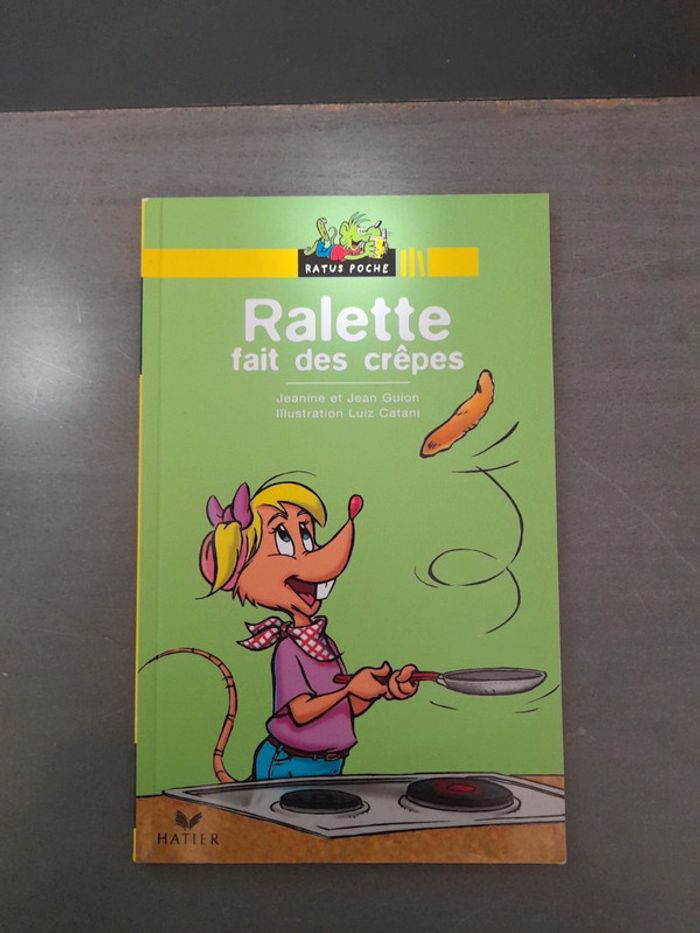 RATUS POCHE
Ralette
fait des crêpes
Jeanine et Jean Guion
Illustration Luiz Catani
HATIER